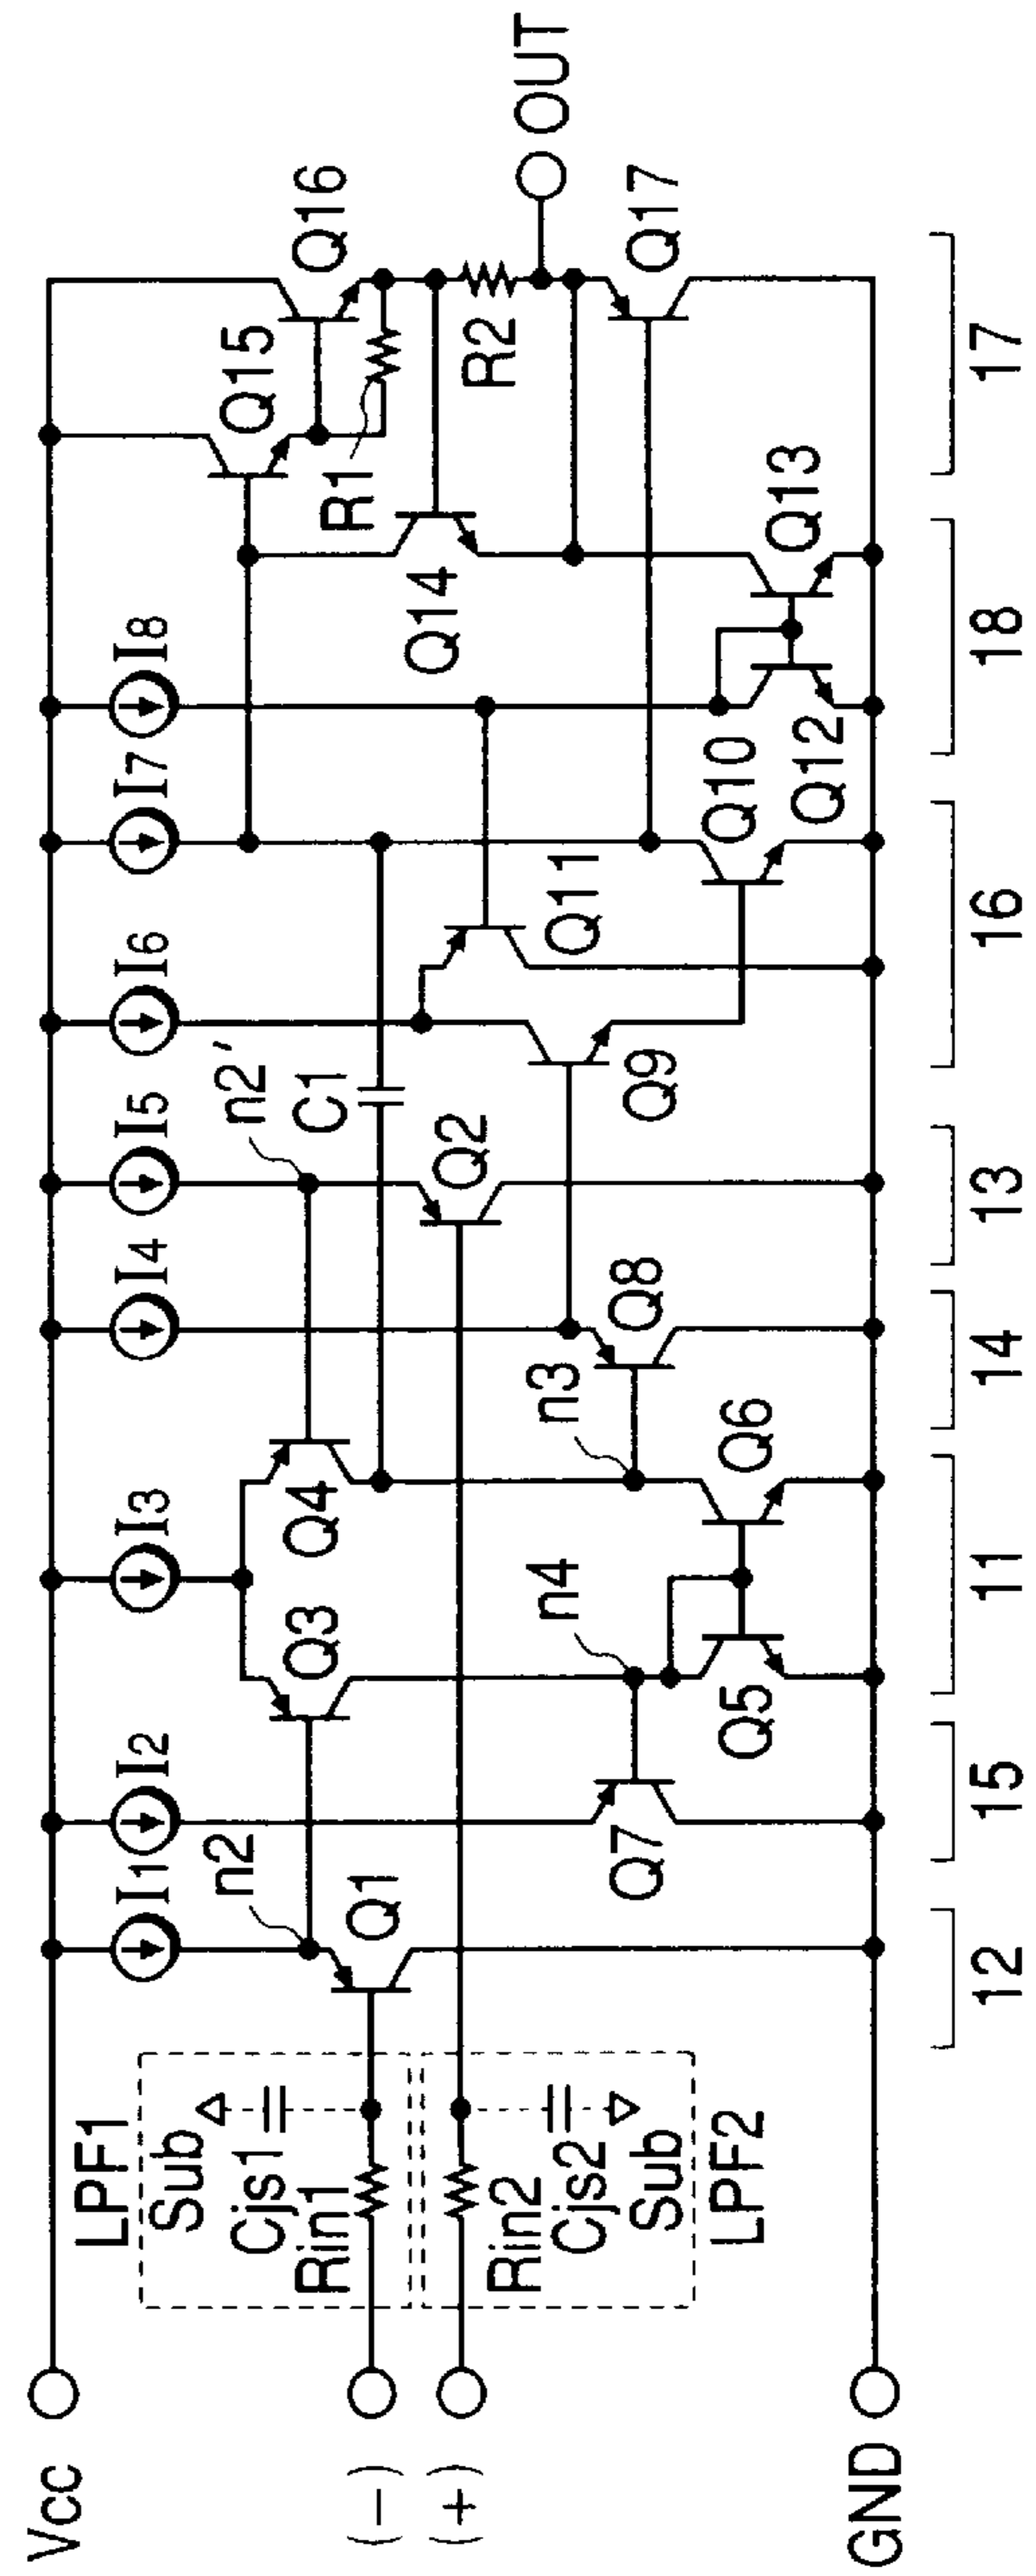 Vcc
(-)
(+)
GND
LPF1
Sub
Cjs1
Rin1
Rin2
Cjs2
Sub
LPF2
I1
I2
I3
I4
I5
I6
I7
I8
n2
n2'
n3
n4
Q1
Q2
Q3
Q4
Q5
Q6
Q7
Q8
Q9
Q10
Q11
Q12
Q13
Q14
Q15
Q16
Q17
C1
R1
R2
OUT
12
15
11
14
13
16
18
17